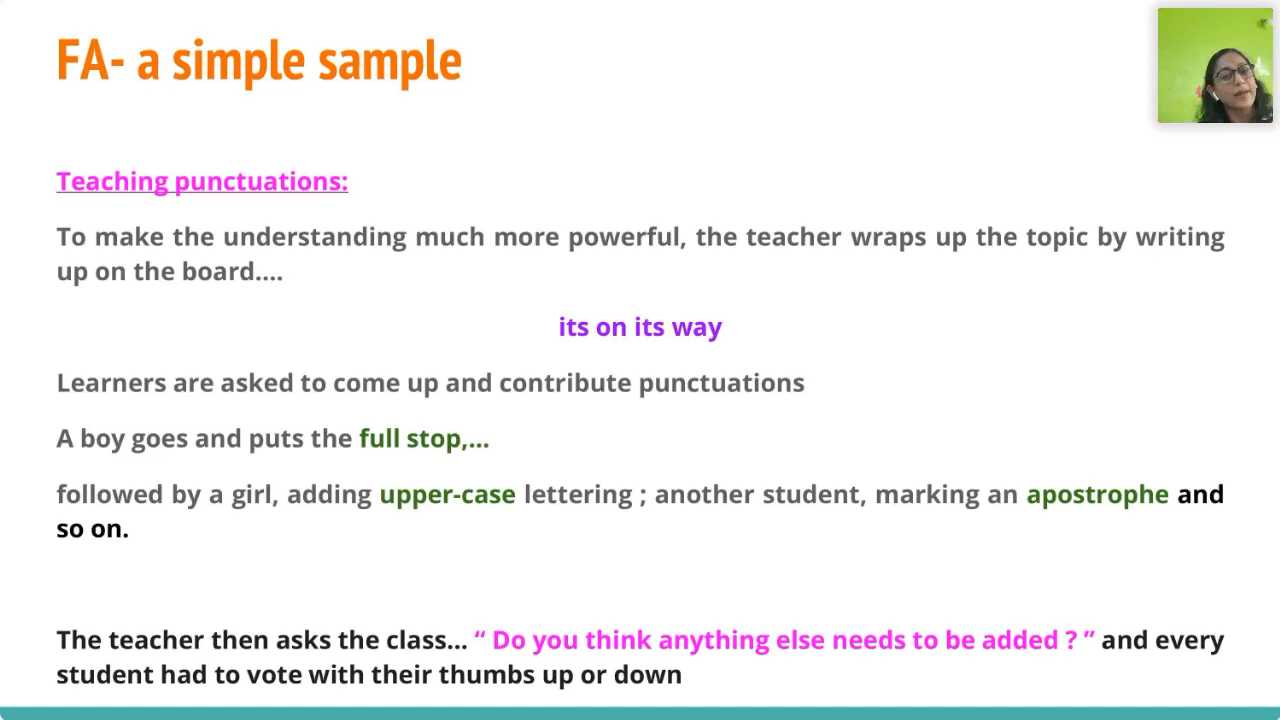 FA- a simple sample
Teaching punctuations:
To make the understanding much more powerful, the teacher wraps up the topic by writing
up on the board....
its on its way
Learners are asked to come up and contribute punctuations
A boy goes and puts the full stop,...
followed by a girl, adding upper-case lettering ; another student, marking an apostrophe and
so on.
The teacher then asks the class... “ Do you think anything else needs to be added ? ” and every
student had to vote with their thumbs up or down